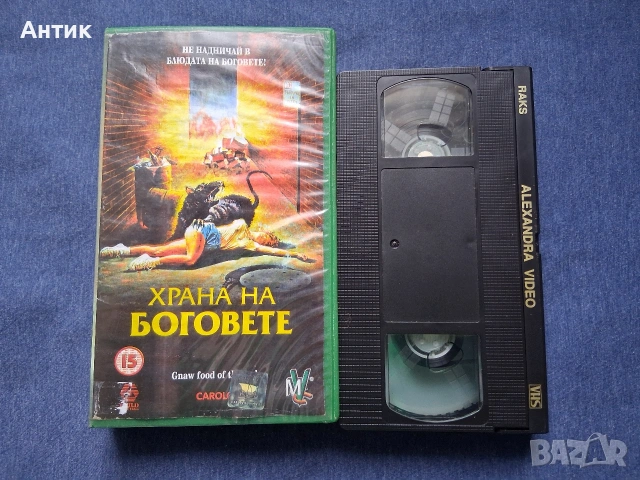 Антик
НЕ НАДНИЧАЙ В
БЛЮДАТА НА БОГОВЕТЕ!
ХРАНА НА
БОГОВЕТЕ
15
Gnaw food of
CAROL
MV
RAKS
ALEXANDRA VIDEO
VHS
BAZAR